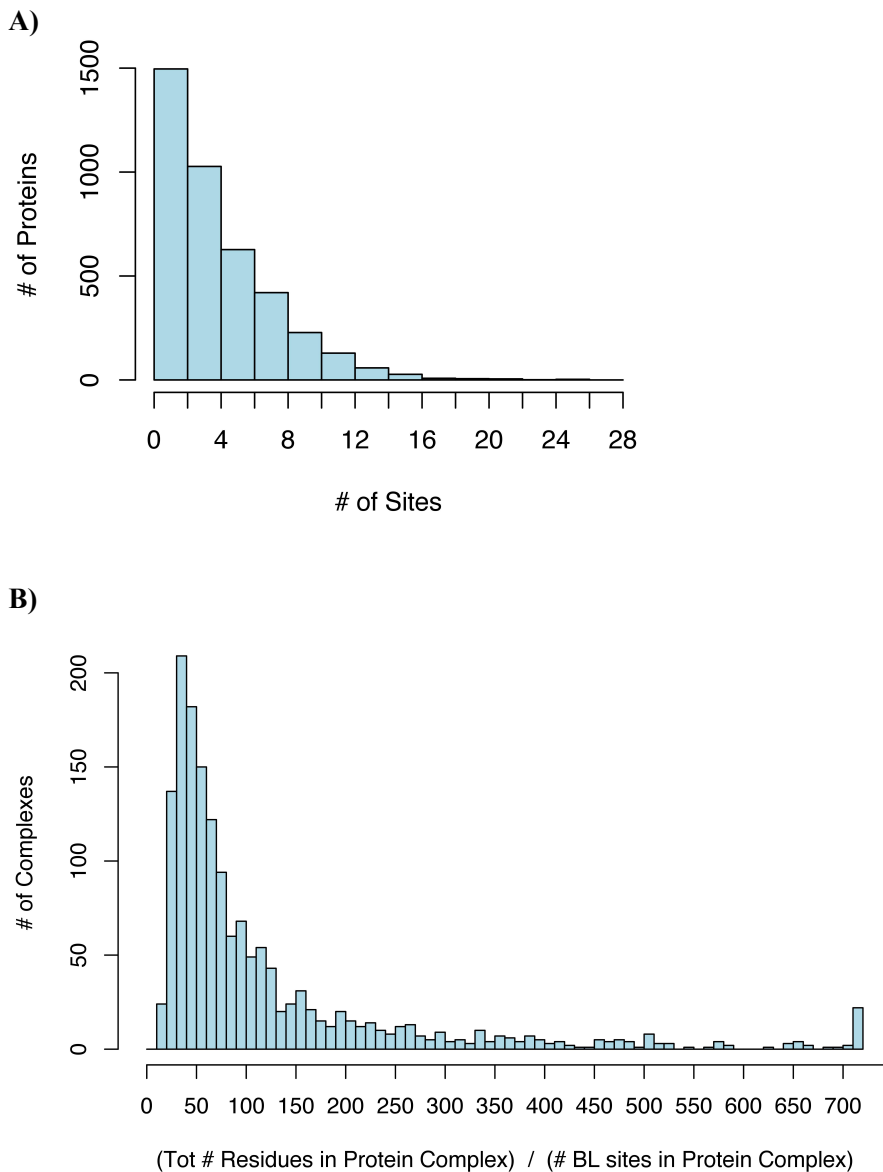 A)
1500
1000
500
0
# of Proteins
0 4 8 12 16 20 24 28
# of Sites
B)
200
150
100
50
0
# of Complexes
0 50 100 150 200 250 300 350 400 450 500 550 600 650 700
(Tot # Residues in Protein Complex) / (# BL sites in Protein Complex)